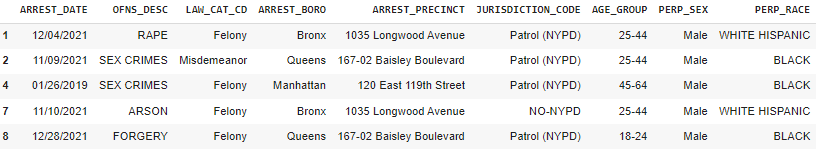 ARREST_DATE OFNS_DESC LAW_CAT_CD ARREST_BORO ARREST_PRECINCT JURISDICTION_CODE AGE_GROUP PERP_SEX PERP_RACE
1 12/04/2021 RAPE Felony Bronx 1035 Longwood Avenue Patrol (NYPD) 25-44 Male WHITE HISPANIC
2 11/09/2021 SEX CRIMES Misdemeanor Queens 167-02 Baisley Boulevard Patrol (NYPD) 25-44 Male BLACK
4 01/26/2019 SEX CRIMES Felony Manhattan 120 East 119th Street Patrol (NYPD) 45-64 Male BLACK
7 11/10/2021 ARSON Felony Bronx 1035 Longwood Avenue NO-NYPD 25-44 Male WHITE HISPANIC
8 12/28/2021 FORGERY Felony Queens 167-02 Baisley Boulevard Patrol (NYPD) 18-24 Male BLACK